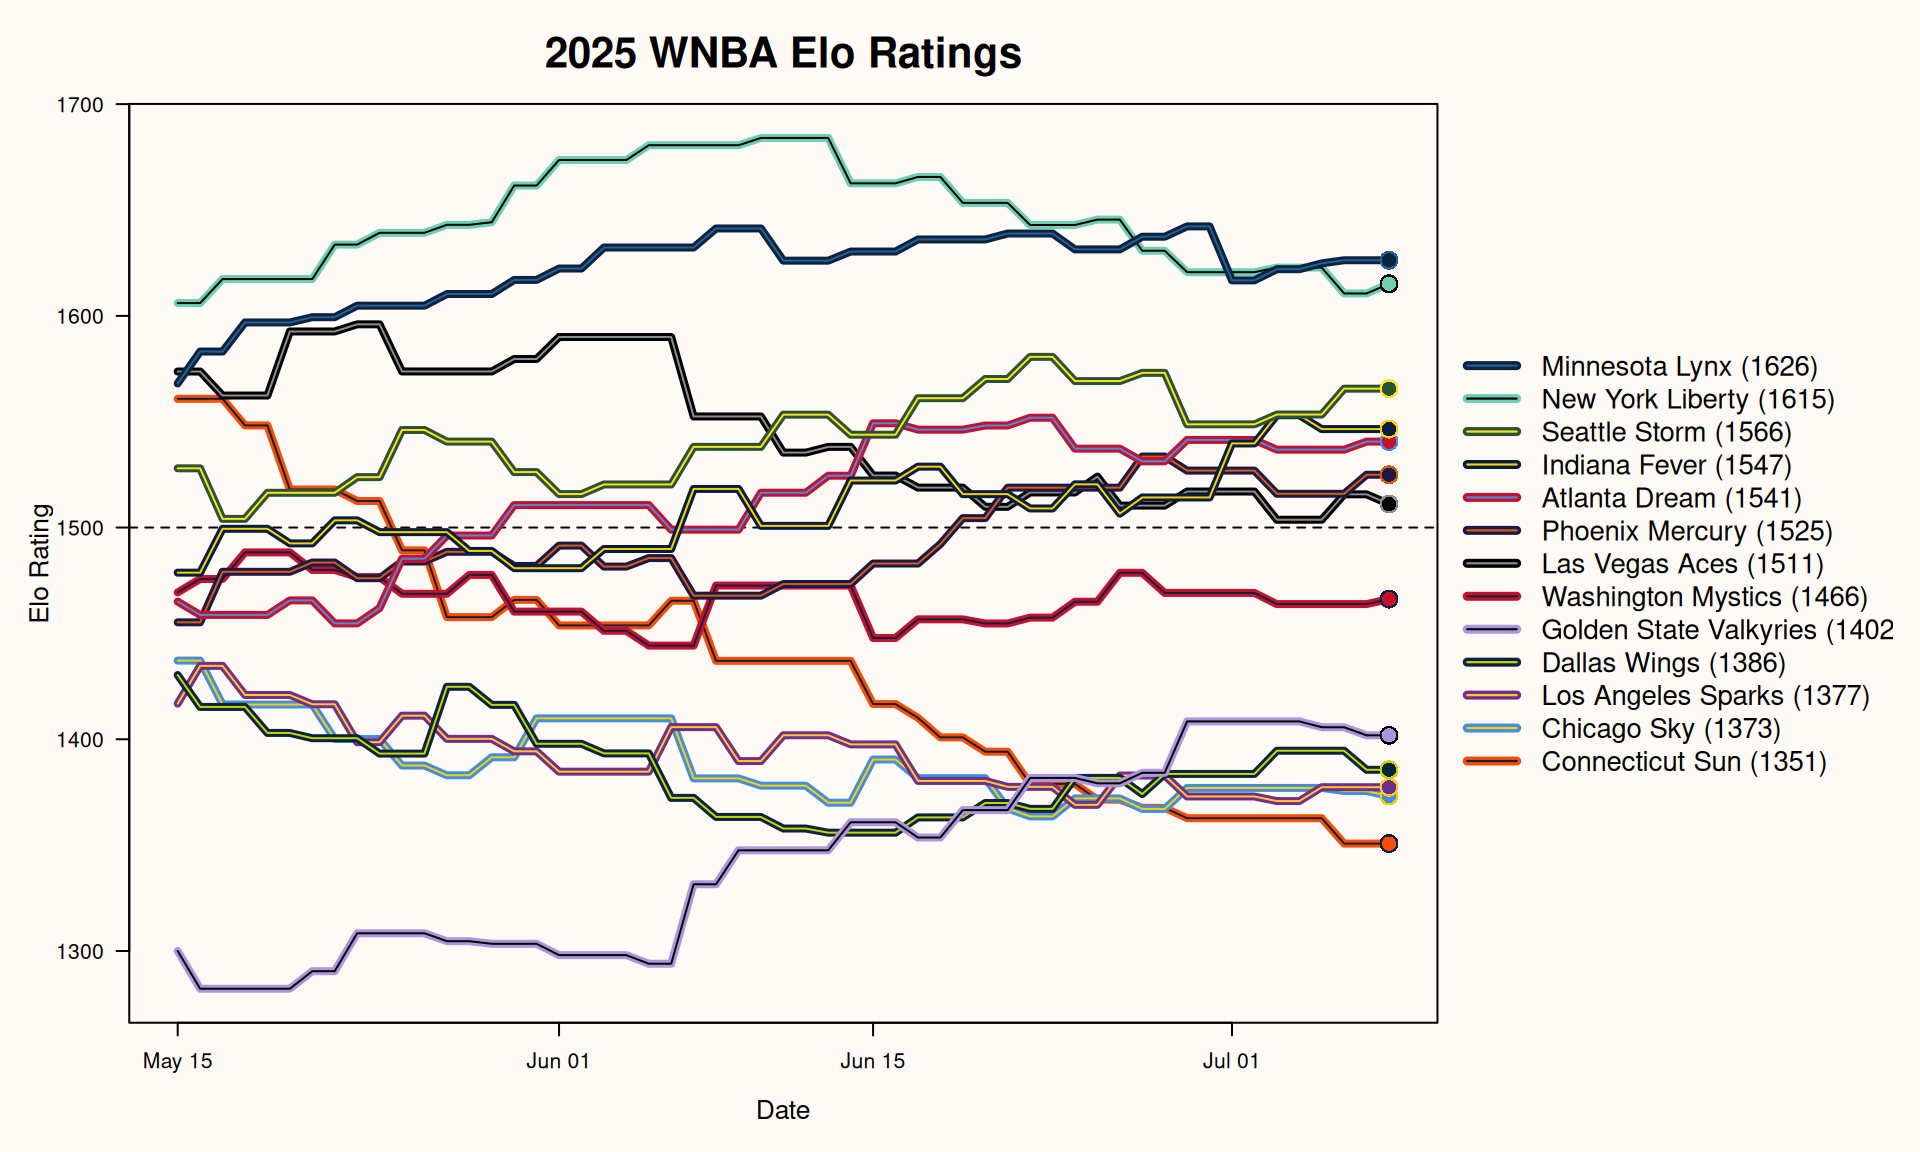 2025 WNBA Elo Ratings
1700
1600
1500
1400
1300
Elo Rating
May 15
Jun 01
Jun 15
Jul 01
Date
Minnesota Lynx (1626)
New York Liberty (1615)
Seattle Storm (1566)
Indiana Fever (1547)
Atlanta Dream (1541)
Phoenix Mercury (1525)
Las Vegas Aces (1511)
Washington Mystics (1466)
Golden State Valkyries (1402
Dallas Wings (1386)
Los Angeles Sparks (1377)
Chicago Sky (1373)
Connecticut Sun (1351)